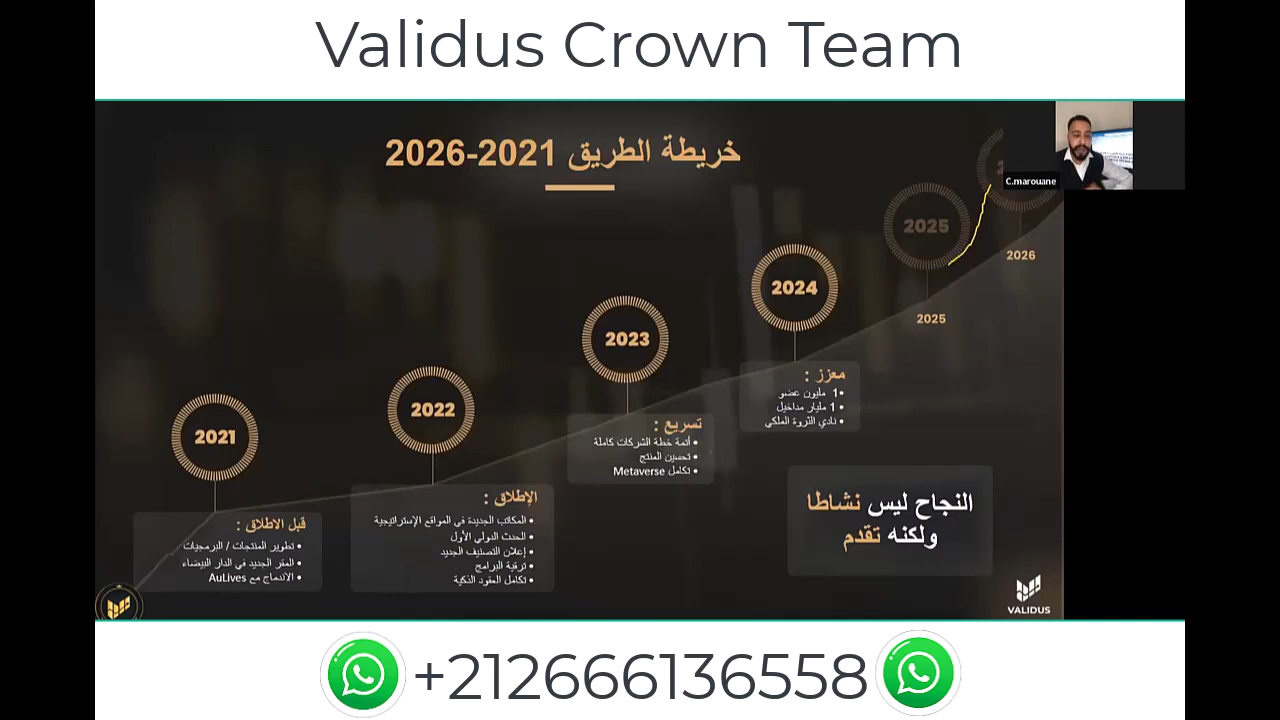 Validus Crown Team
خريطة الطريق 2021-2026
C.marouane
2021
قبل الاطلاق :
• تطوير المنتجات / البرمجيات
• المقر الجديد في الدار البيضاء
• الاندماج مع AuLives
2022
الإطلاق :
• المكاتب الجديدة في المواقع الإستراتيجية
• الحدث الدولي الأول
• إعلان التصنيف الجديد
• ترقية البرامج
• تكامل العقود الذكية
2023
تسريع :
• أتمة خطة الشركات كاملة
• تحسين المنتج
• تكامل Metaverse
2024
معزز :
• 1 مليون عضو
• 1 مليار مداخيل
• نادي الثروة الملكي
2025
2025
2026
النجاح ليس نشاطا
ولكنه تقدم
VALIDUS
+212666136558